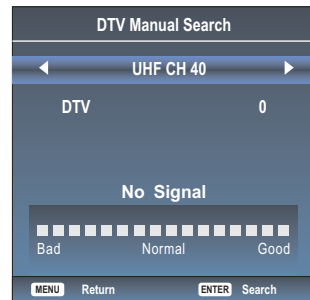 DTV Manual Search
UHF CH 40
DTV 0
No Signal
Bad Normal Good
MENU Return ENTER Search